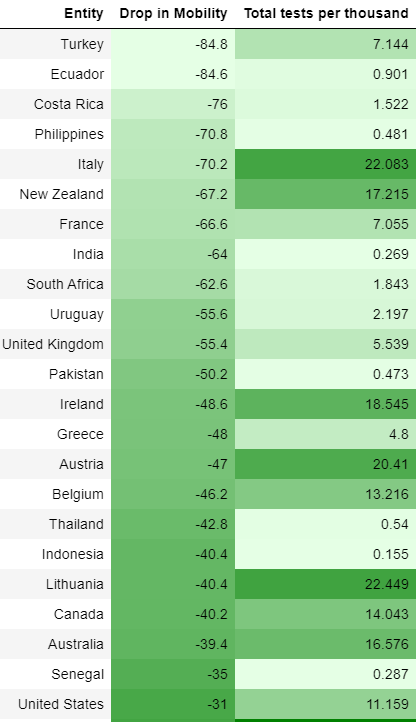 Entity Drop in Mobility Total tests per thousand
Turkey -84.8 7.144
Ecuador -84.6 0.901
Costa Rica -76 1.522
Philippines -70.8 0.481
Italy -70.2 22.083
New Zealand -67.2 17.215
France -66.6 7.055
India -64 0.269
South Africa -62.6 1.843
Uruguay -55.6 2.197
United Kingdom -55.4 5.539
Pakistan -50.2 0.473
Ireland -48.6 18.545
Greece -48 4.8
Austria -47 20.41
Belgium -46.2 13.216
Thailand -42.8 0.54
Indonesia -40.4 0.155
Lithuania -40.4 22.449
Canada -40.2 14.043
Australia -39.4 16.576
Senegal -35 0.287
United States -31 11.159